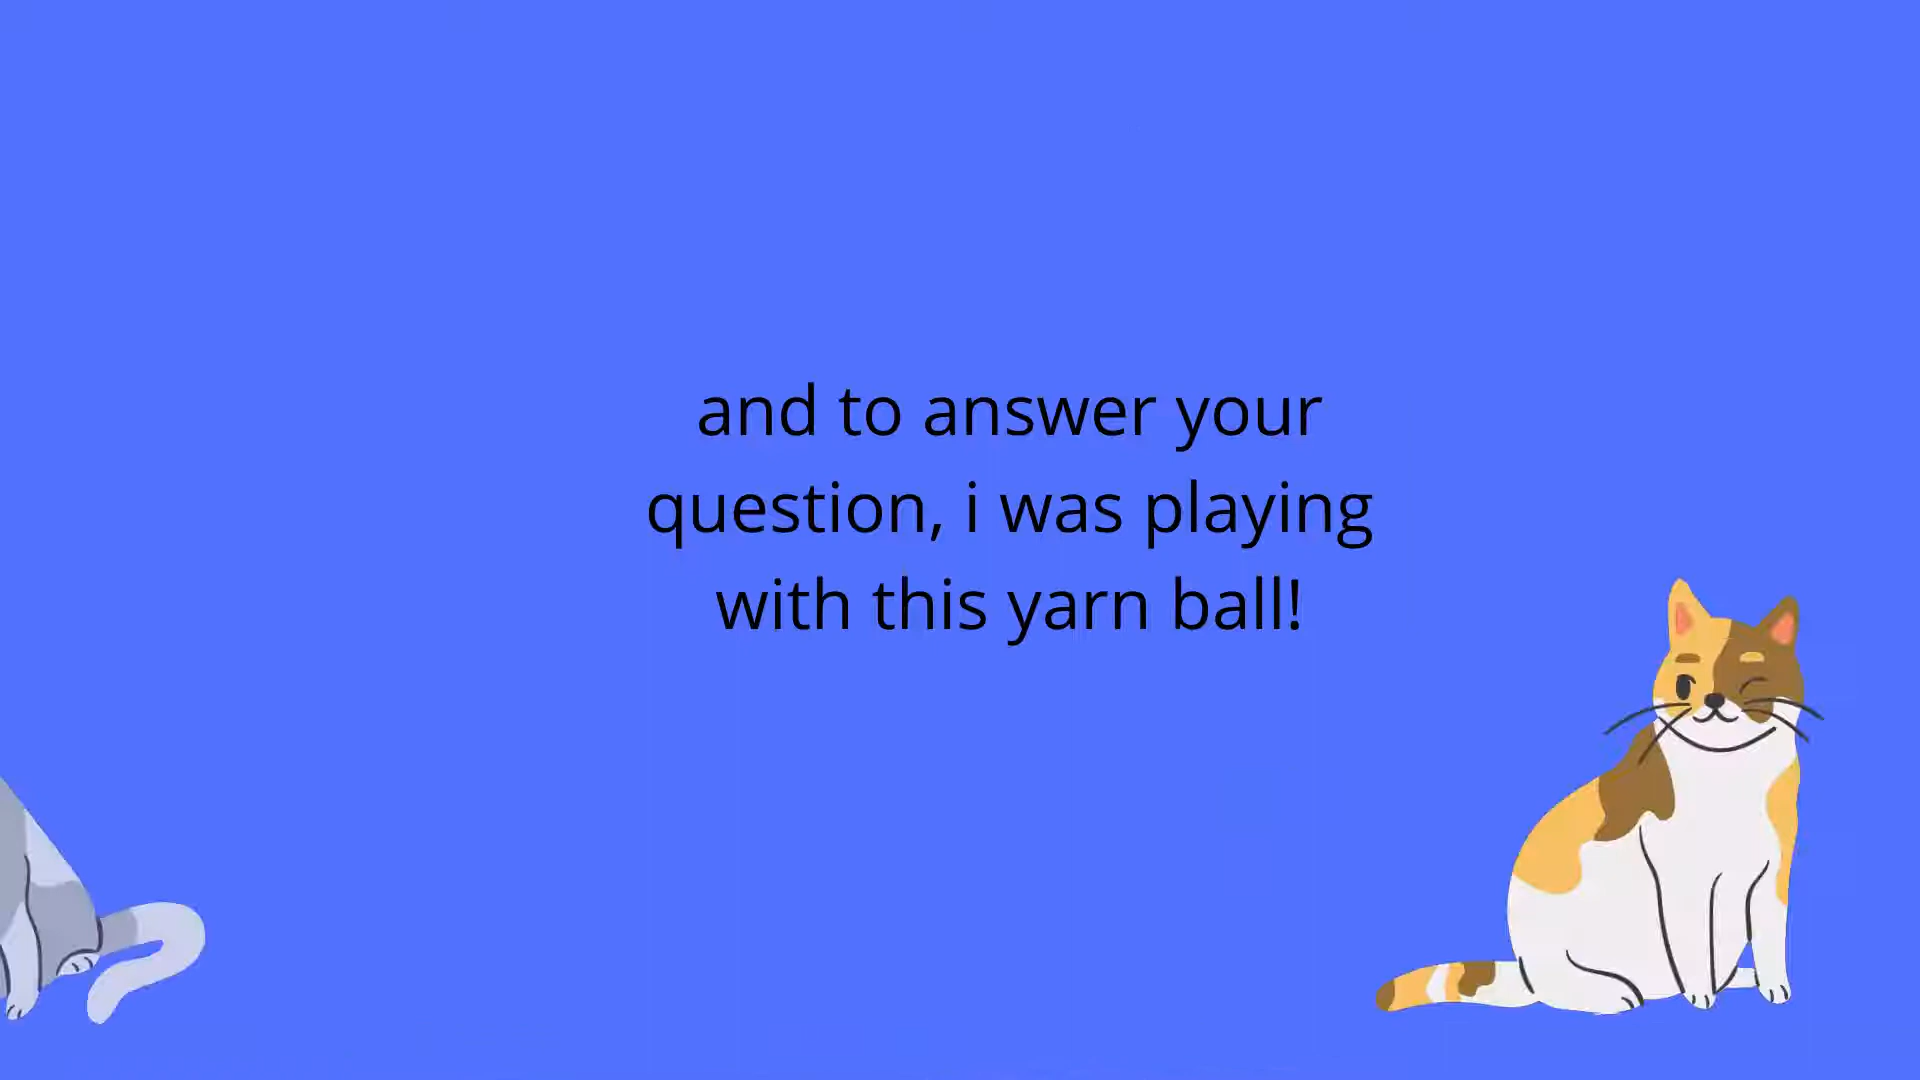 and to answer your
question, i was playing
with this yarn ball!